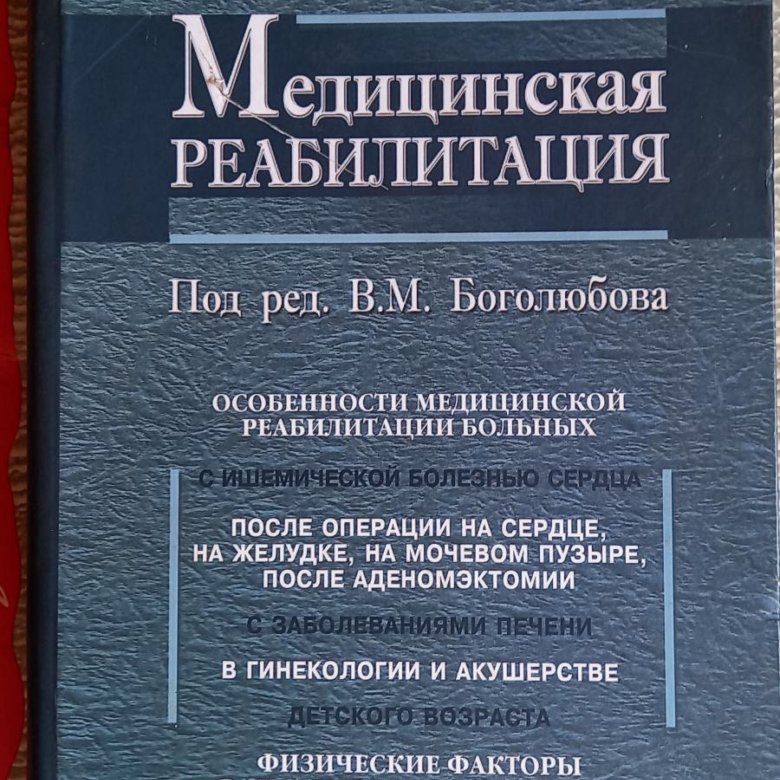 Медицинская
РЕАБИЛИТАЦИЯ
Под ред. В.М. Боголюбова
ОСОБЕННОСТИ МЕДИЦИНСКОЙ
РЕАБИЛИТАЦИИ БОЛЬНЫХ
С ИШЕМИЧЕСКОЙ БОЛЕЗНЬЮ СЕРДЦА
ПОСЛЕ ОПЕРАЦИИ НА СЕРДЦЕ,
НА ЖЕЛУДКЕ, НА МОЧЕВОМ ПУЗЫРЕ,
ПОСЛЕ АДЕНОМЭКТОМИИ
С ЗАБОЛЕВАНИЯМИ ПЕЧЕНИ
В ГИНЕКОЛОГИИ И АКУШЕРСТВЕ
ДЕТСКОГО ВОЗРАСТА
ФИЗИЧЕСКИЕ ФАКТОРЫ